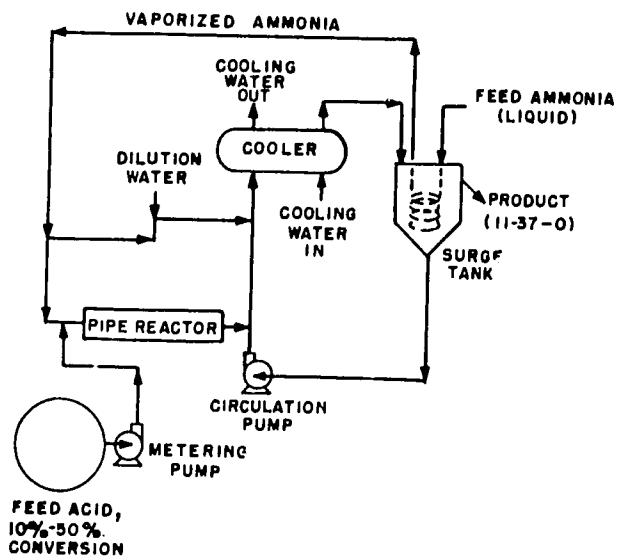 VAPORIZED AMMONIA
COOLING
WATER
OUT
FEED AMMONIA
(LIQUID)
COOLER
DILUTION
WATER
PRODUCT
(11-37-0)
COOLING
WATER
IN
SURGE
TANK
PIPE REACTOR
CIRCULATION
PUMP
METERING
PUMP
FEED ACID,
10%-50%.
CONVERSION